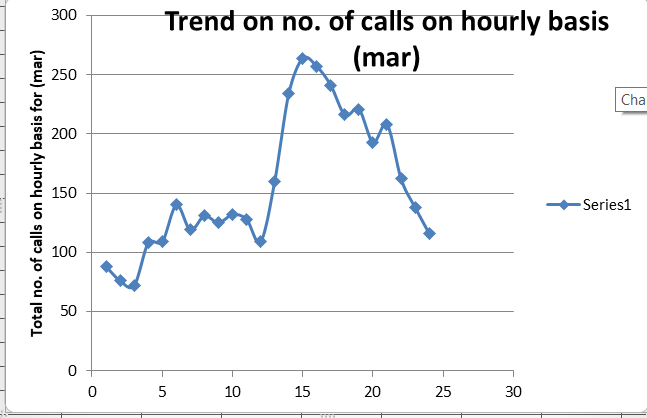 Trend on no. of calls on hourly basis
(mar)
Total no. of calls on hourly basis for (mar)
300
250
200
150
100
50
0
0 5 10 15 20 25 30
Series1
Cha